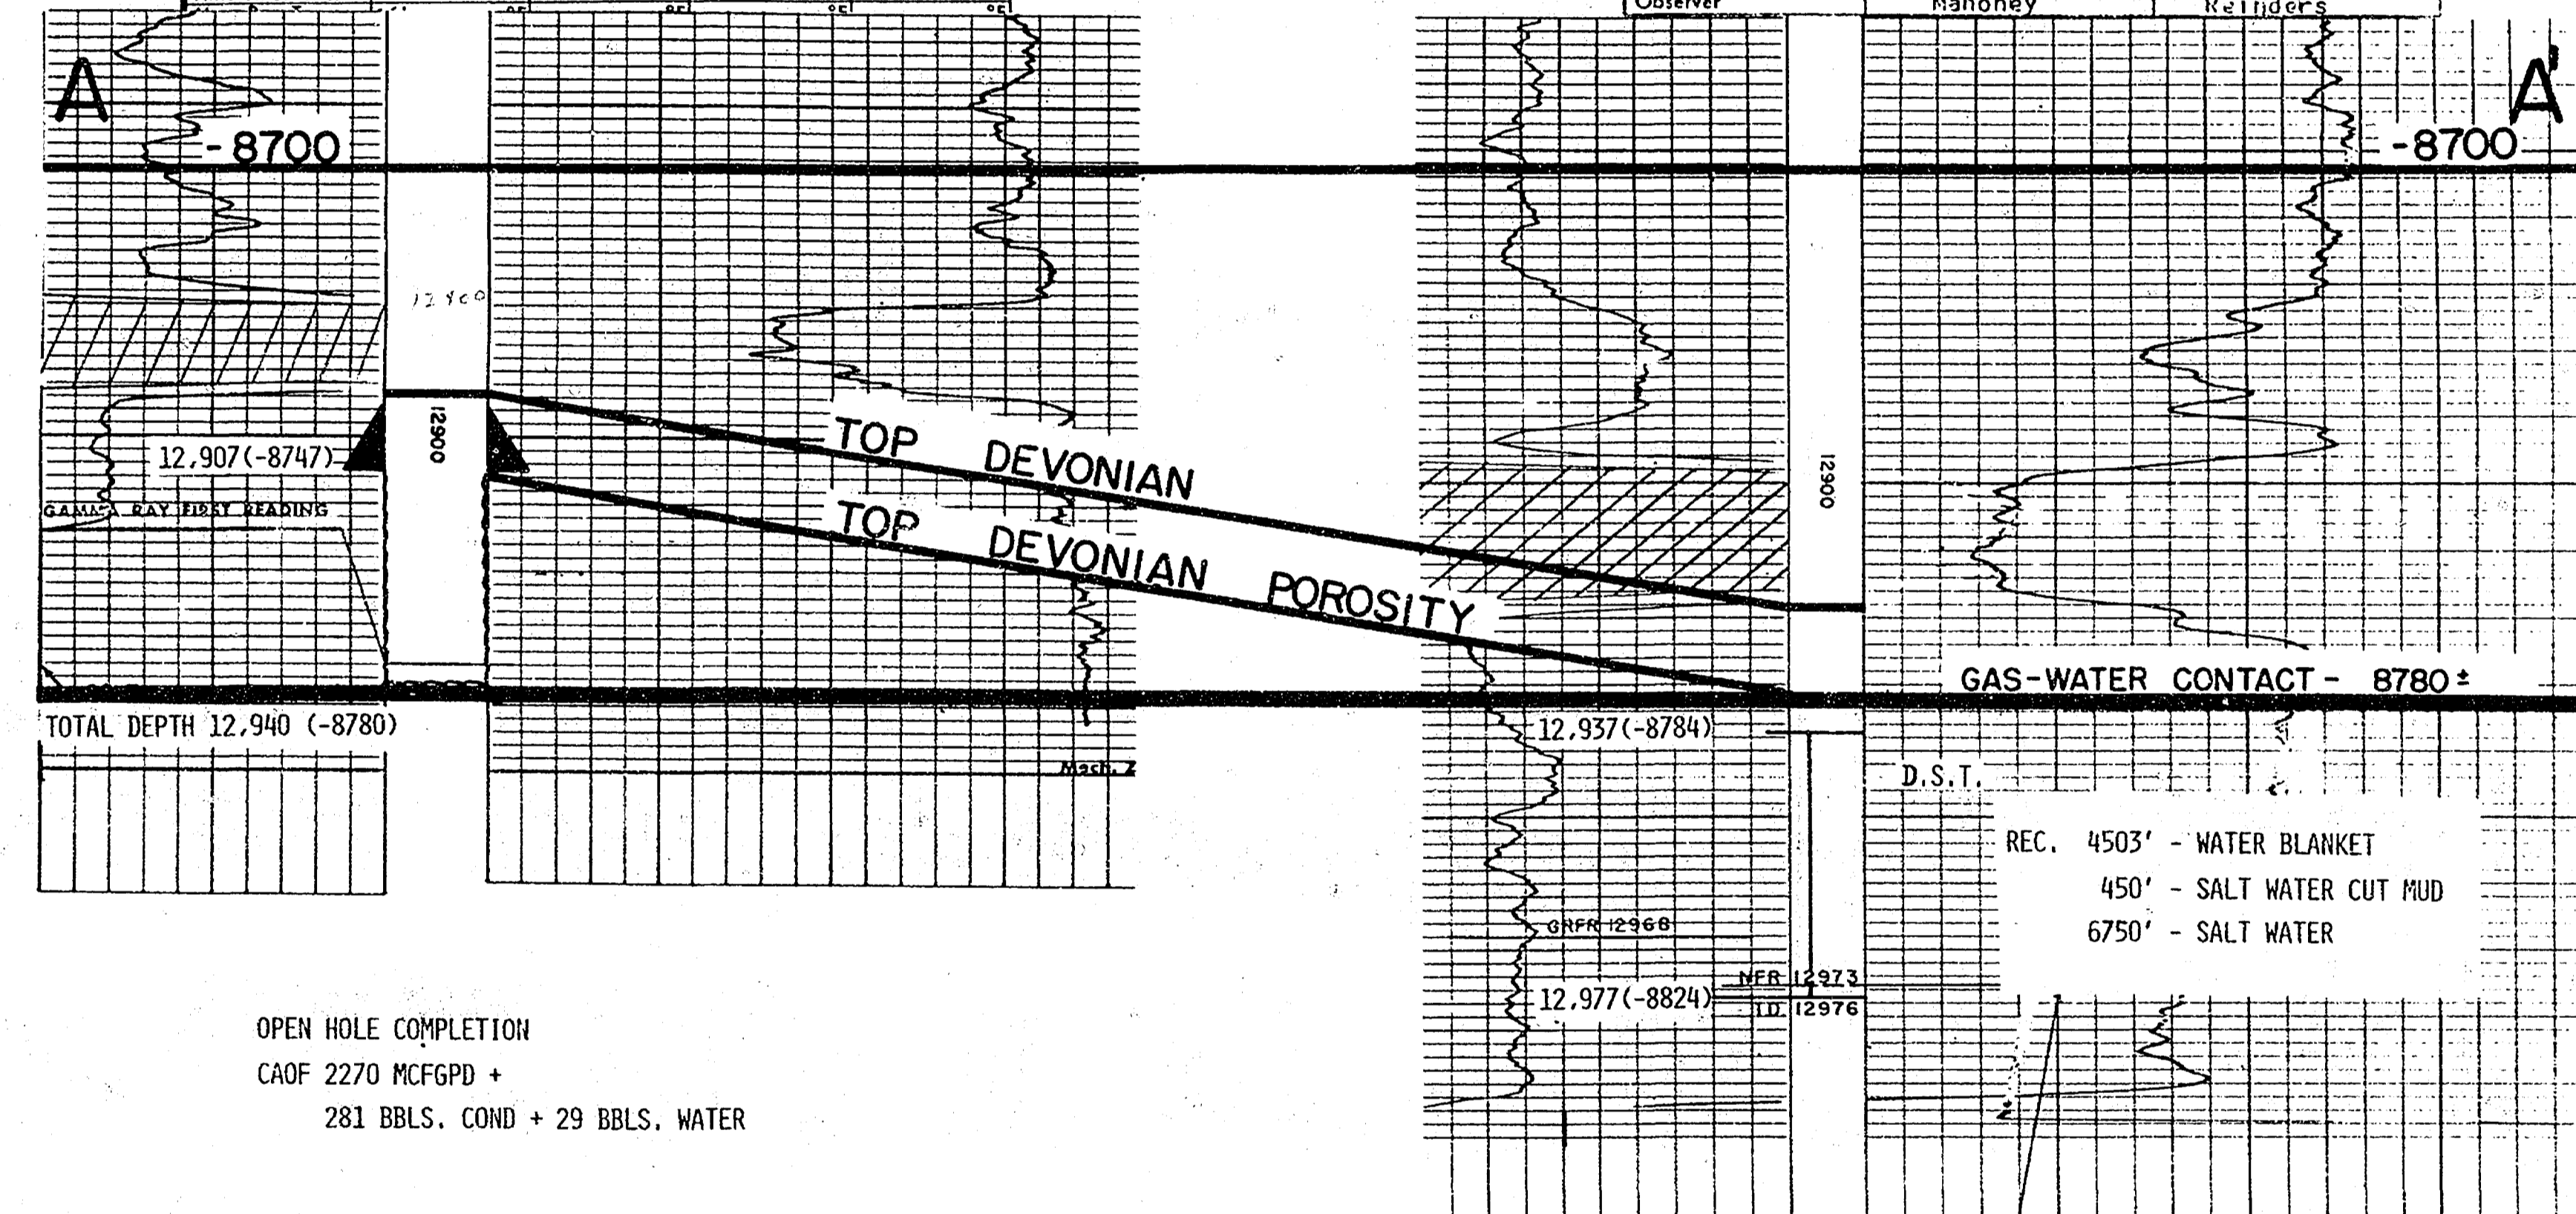 Observer
Mahoney
Reinders
A
A'
-8700
-8700
12900
12900
TOP DEVONIAN
12,907(-8747)
GAMMA RAY FIRST READING
TOP DEVONIAN POROSITY
GAS-WATER CONTACT - 8780±
TOTAL DEPTH 12,940 (-8780)
12,937(-8784)
D.S.T.
REC. 4503' - WATER BLANKET
450' - SALT WATER CUT MUD
6750' - SALT WATER
GRFR 12968
NFR 12973
12,977(-8824)
TD 12976
OPEN HOLE COMPLETION
CAOF 2270 MCFGPD +
281 BBLS. COND + 29 BBLS. WATER